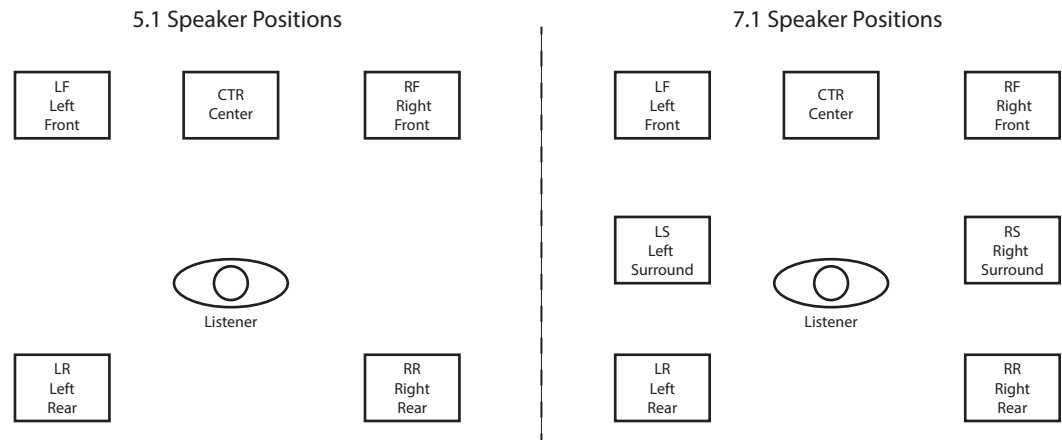 5.1 Speaker Positions
LF
Left
Front
CTR
Center
RF
Right
Front
Listener
LR
Left
Rear
RR
Right
Rear
7.1 Speaker Positions
LF
Left
Front
CTR
Center
RF
Right
Front
LS
Left
Surround
RS
Right
Surround
Listener
LR
Left
Rear
RR
Right
Rear